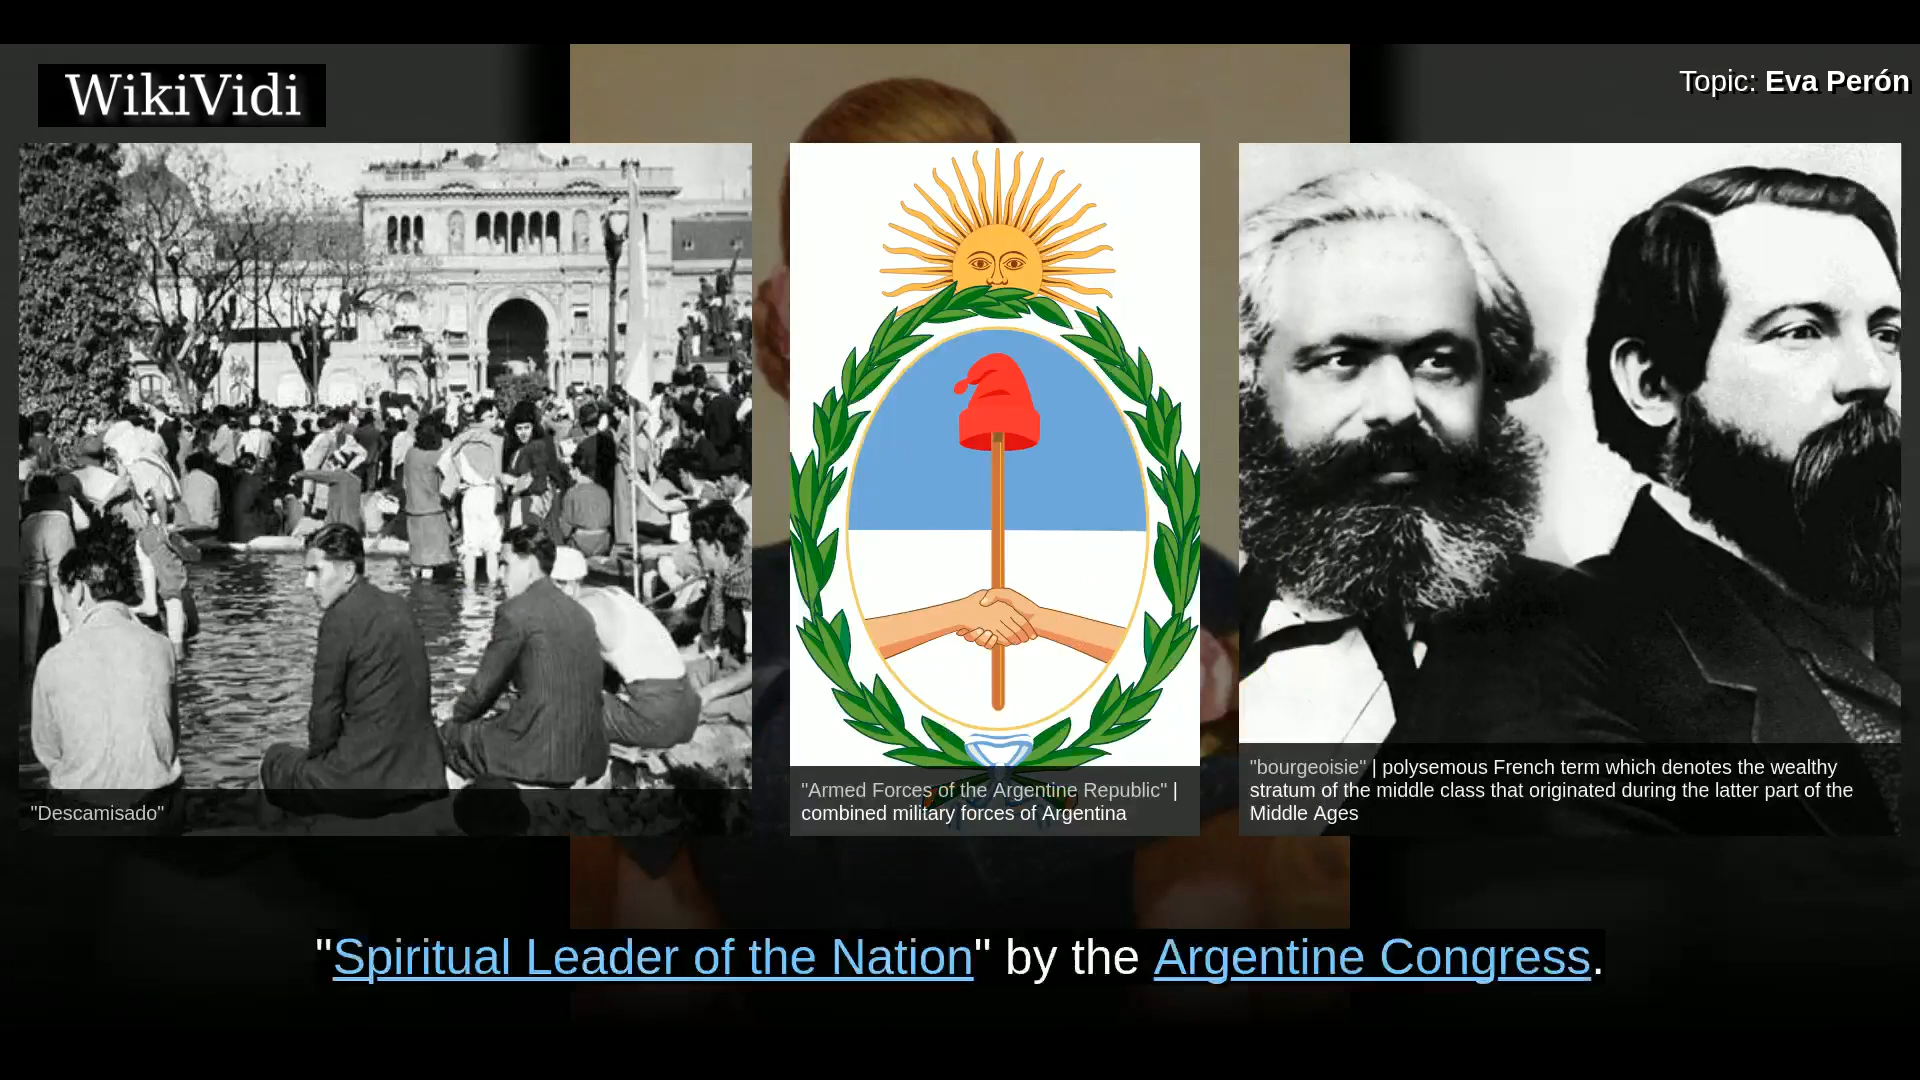 WikiVidi
Topic: Eva Perón
"Descamisado"
"Armed Forces of the Argentine Republic" |
combined military forces of Argentina
"bourgeoisie" | polysemous French term which denotes the wealthy
stratum of the middle class that originated during the latter part of the
Middle Ages
"Spiritual Leader of the Nation" by the Argentine Congress.